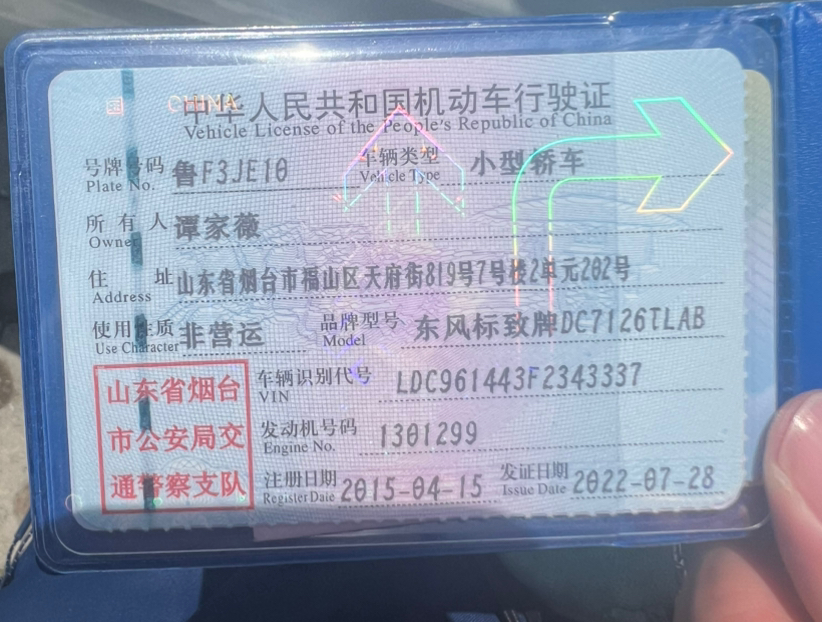 CHINA
中华人民共和国机动车行驶证
Vehicle License of the People's Republic of China
号牌号码 鲁F3JE10 车辆类型 小型轿车
Plate No. Vehicle Type
所有人 谭家薇
Owner
住址 山东省烟台市福山区天府街819号7号楼2单元202号
Address
使用性质 非营运 品牌型号 东风标致牌DC7126TLAB
Use Character Model
山东省烟台
市公安局交
通警察支队
车辆识别代号 LDC961443F2343337
VIN
发动机号码 1301299
Engine No.
注册日期 2015-04-15 发证日期 2022-07-28
Register Date Issue Date